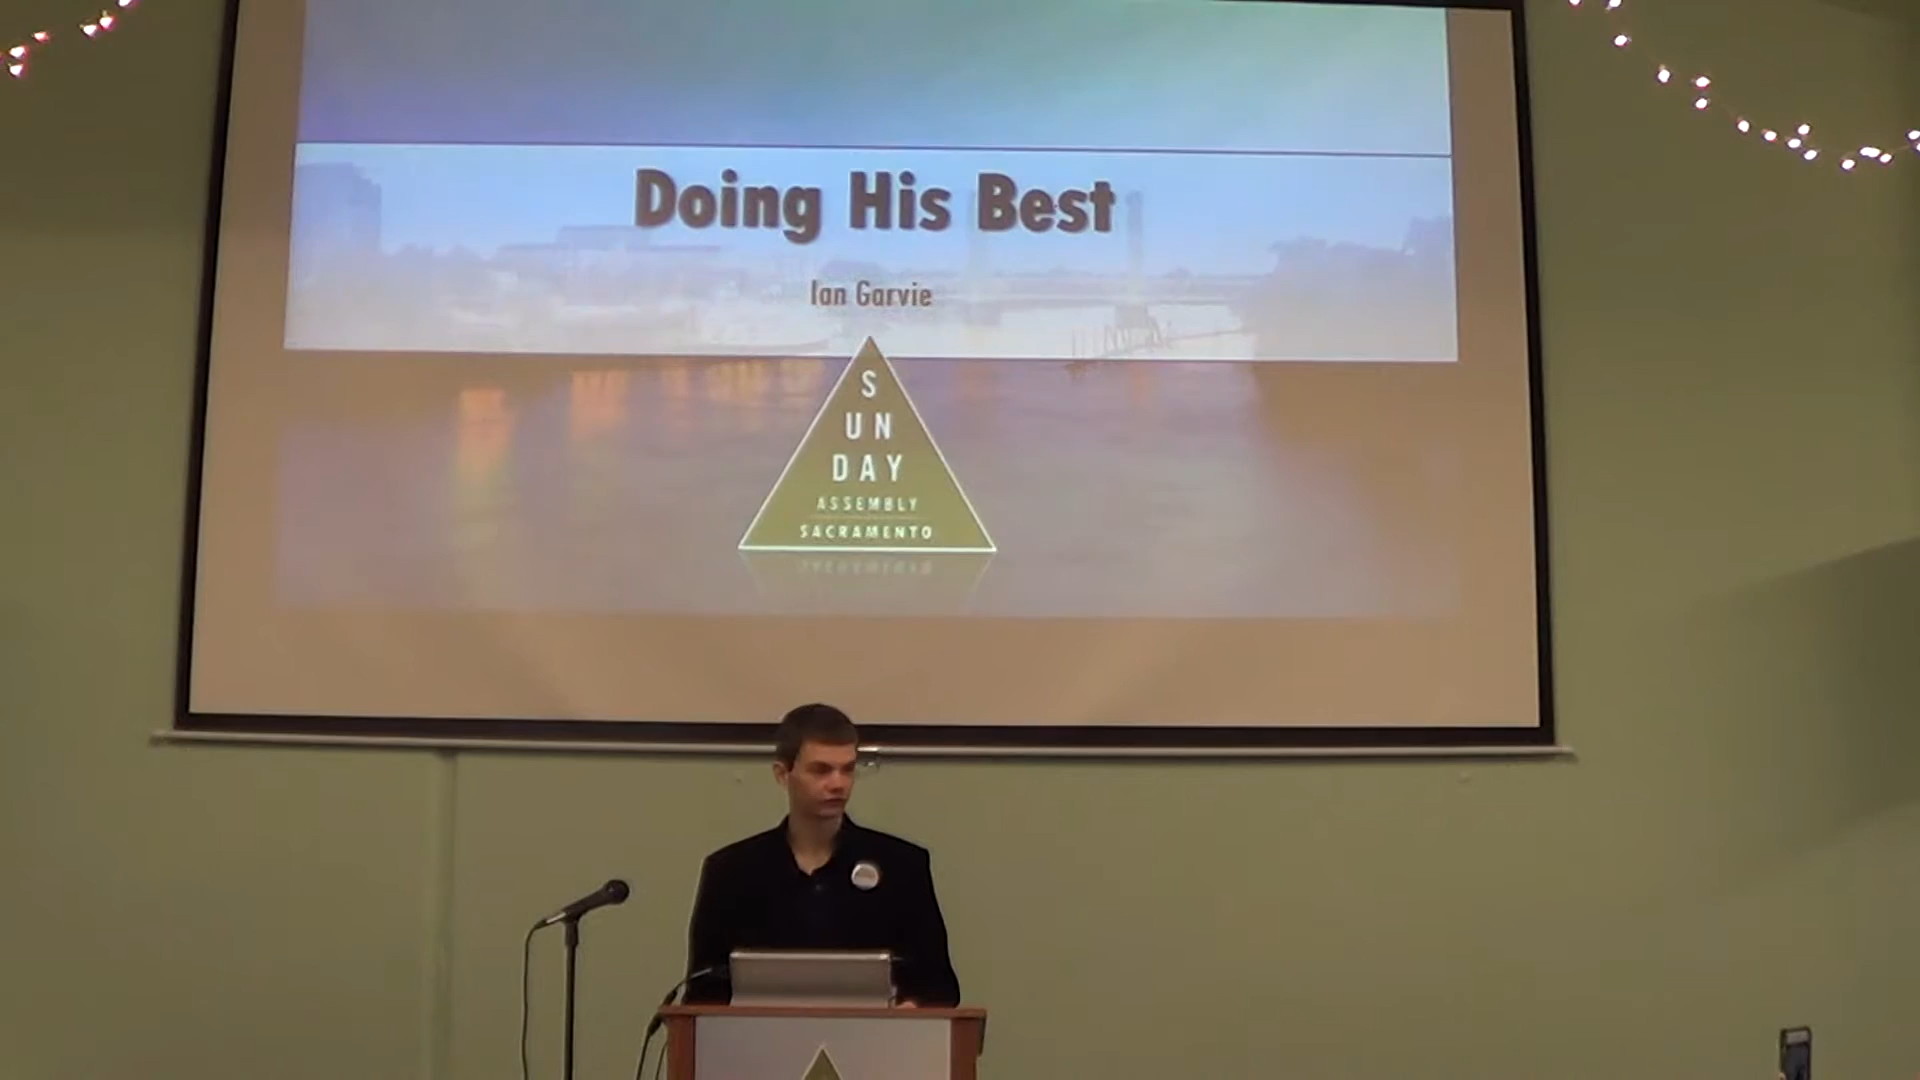 Doing His Best
Ian Garvie
S
UN
DAY
ASSEMBLY
SACRAMENTO